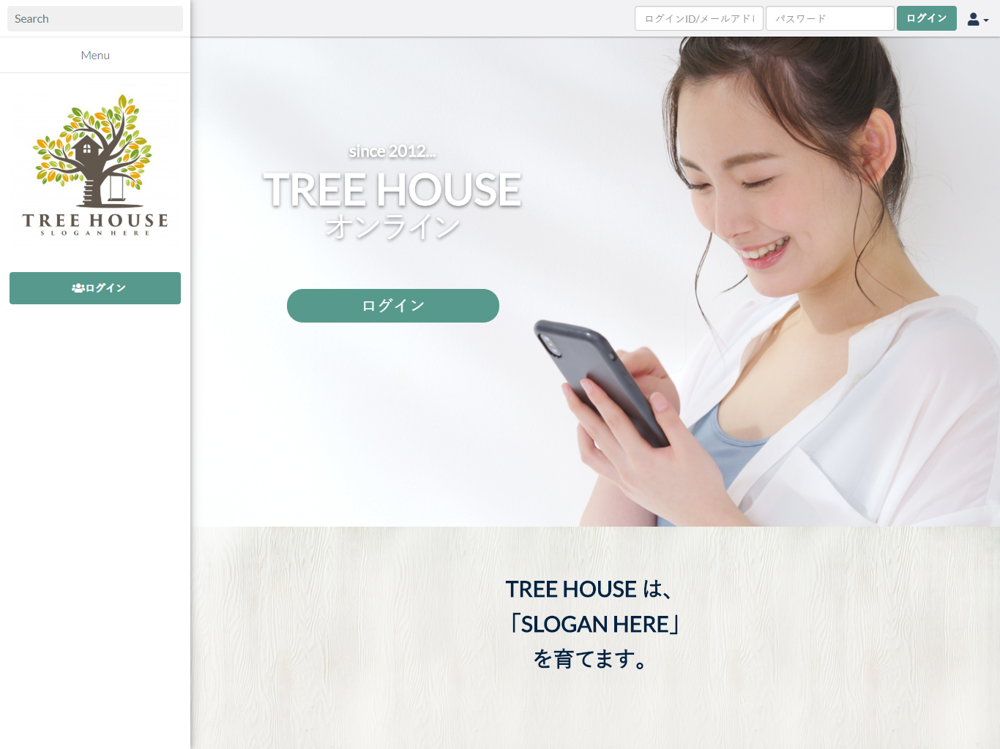 Search
ログインID/メールアドレ
パスワード
ログイン
Menu
TREE HOUSE
SLOGAN HERE
ログイン
since 2012...
TREE HOUSE
オンライン
ログイン
TREE HOUSE は、
「SLOGAN HERE」
を育てます。